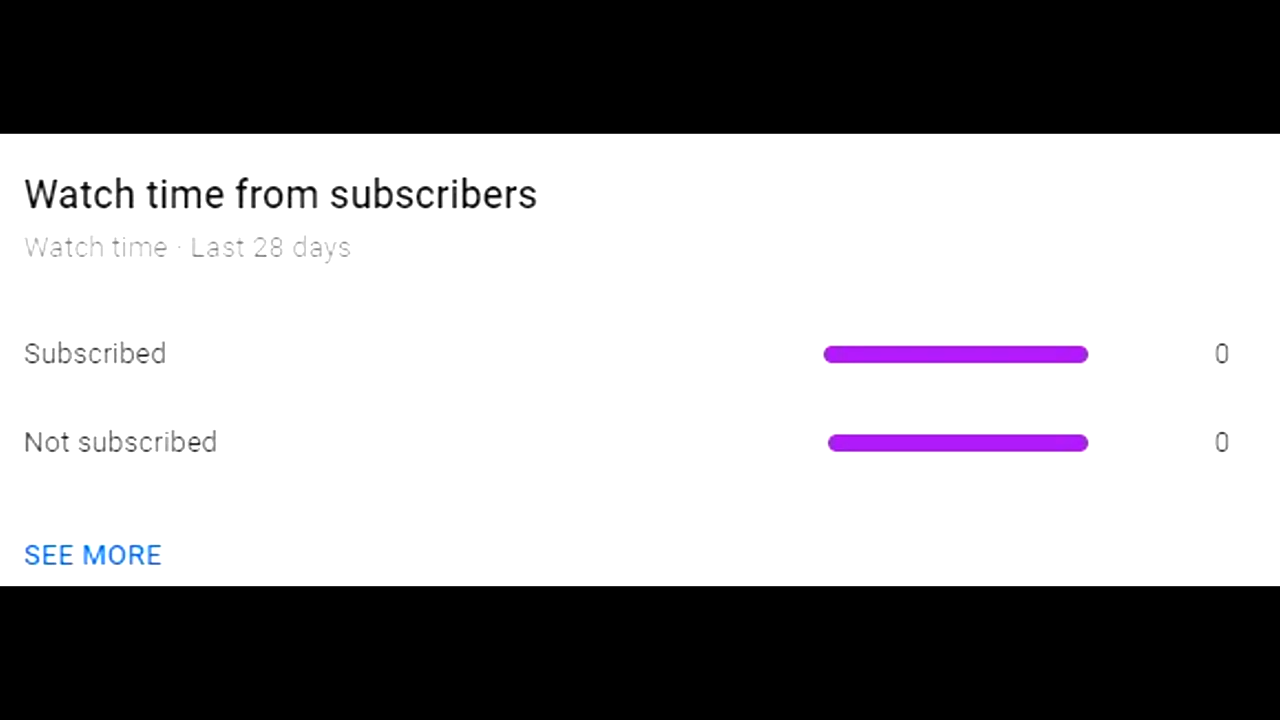 Watch time from subscribers
Watch time · Last 28 days
Subscribed 0
Not subscribed 0
SEE MORE